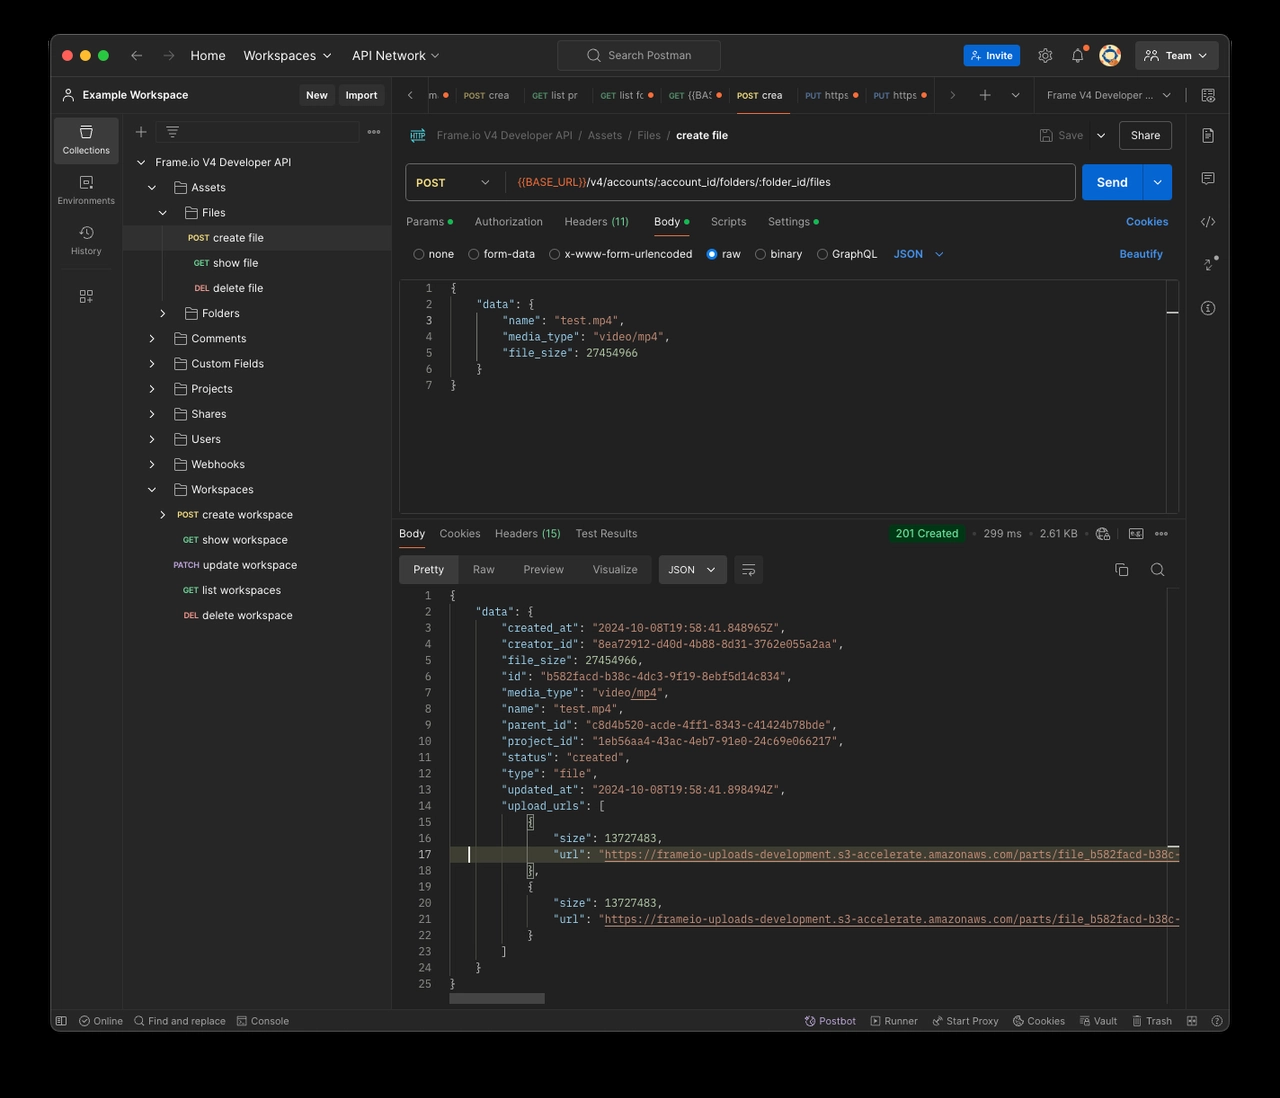 Home
Workspaces
API Network
Search Postman
Invite
Team
Example Workspace
New
Import
POST crea
GET list pr
GET list fo
GET {{BAS
POST crea
PUT https
PUT https
Frame V4 Developer ...
Collections
Environments
History
Frame.io V4 Developer API
Assets
Files
POST create file
GET show file
DEL delete file
Folders
Comments
Custom Fields
Projects
Shares
Users
Webhooks
Workspaces
POST create workspace
GET show workspace
PATCH update workspace
GET list workspaces
DEL delete workspace
HTTP Frame.io V4 Developer API / Assets / Files / create file
Save
Share
POST
{{BASE_URL}}/v4/accounts/:account_id/folders/:folder_id/files
Send
Params
Authorization
Headers (11)
Body
Scripts
Settings
Cookies
none
form-data
x-www-form-urlencoded
raw
binary
GraphQL
JSON
Beautify
1 {
2 "data": {
3 "name": "test.mp4",
4 "media_type": "video/mp4",
5 "file_size": 27454966
6 }
7 }
Body
Cookies
Headers (15)
Test Results
201 Created
299 ms
2.61 KB
Pretty
Raw
Preview
Visualize
JSON
1 {
2 "data": {
3 "created_at": "2024-10-08T19:58:41.848965Z",
4 "creator_id": "8ea72912-d40d-4b88-8d31-3762e055a2aa",
5 "file_size": 27454966,
6 "id": "b582facd-b38c-4dc3-9f19-8ebf5d14c834",
7 "media_type": "video/mp4",
8 "name": "test.mp4",
9 "parent_id": "c8d4b520-acde-4ff1-8343-c41424b78bde",
10 "project_id": "1eb56aa4-43ac-4eb7-91e0-24c69e066217",
11 "status": "created",
12 "type": "file",
13 "updated_at": "2024-10-08T19:58:41.898494Z",
14 "upload_urls": [
15 {
16 "size": 13727483,
17 "url": "https://frameio-uploads-development.s3-accelerate.amazonaws.com/parts/file_b582facd-b38c-
18 },
19 {
20 "size": 13727483,
21 "url": "https://frameio-uploads-development.s3-accelerate.amazonaws.com/parts/file_b582facd-b38c-
22 }
23 ]
24 }
25 }
Online
Find and replace
Console
Postbot
Runner
Start Proxy
Cookies
Vault
Trash